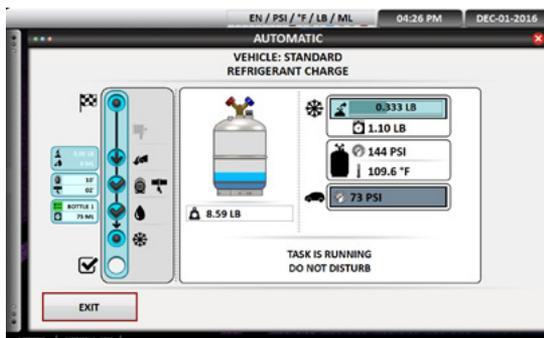 EN / PSI / °F / LB / ML
04:26 PM
DEC-01-2016
AUTOMATIC
VEHICLE: STANDARD
REFRIGERANT CHARGE
0.333 LB
1.10 LB
144 PSI
109.6 °F
73 PSI
10'
02'
BOTTLE 1
75 ML
8.59 LB
TASK IS RUNNING
DO NOT DISTURB
EXIT